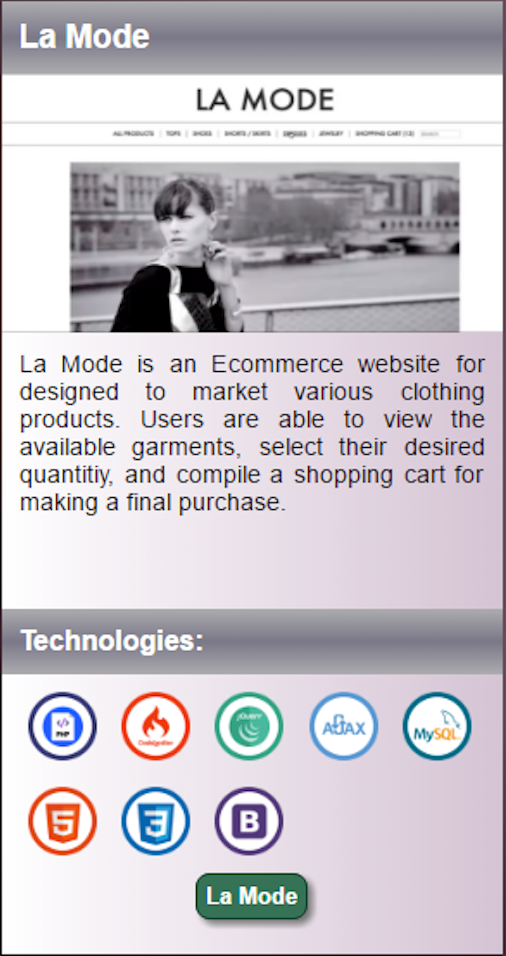 La Mode
LA MODE
ALL PRODUCTS | TOPS | SHOES | SHORTS / SKIRTS | DRESSES | JEWELRY | SHOPPING CART (12) SEARCH
La Mode is an Ecommerce website for
designed to market various clothing
products. Users are able to view the
available garments, select their desired
quantitiy, and compile a shopping cart for
making a final purchase.
Technologies:
PHP
CodeIgniter
jQUERY
AJAX
MySQL
5
3
B
La Mode